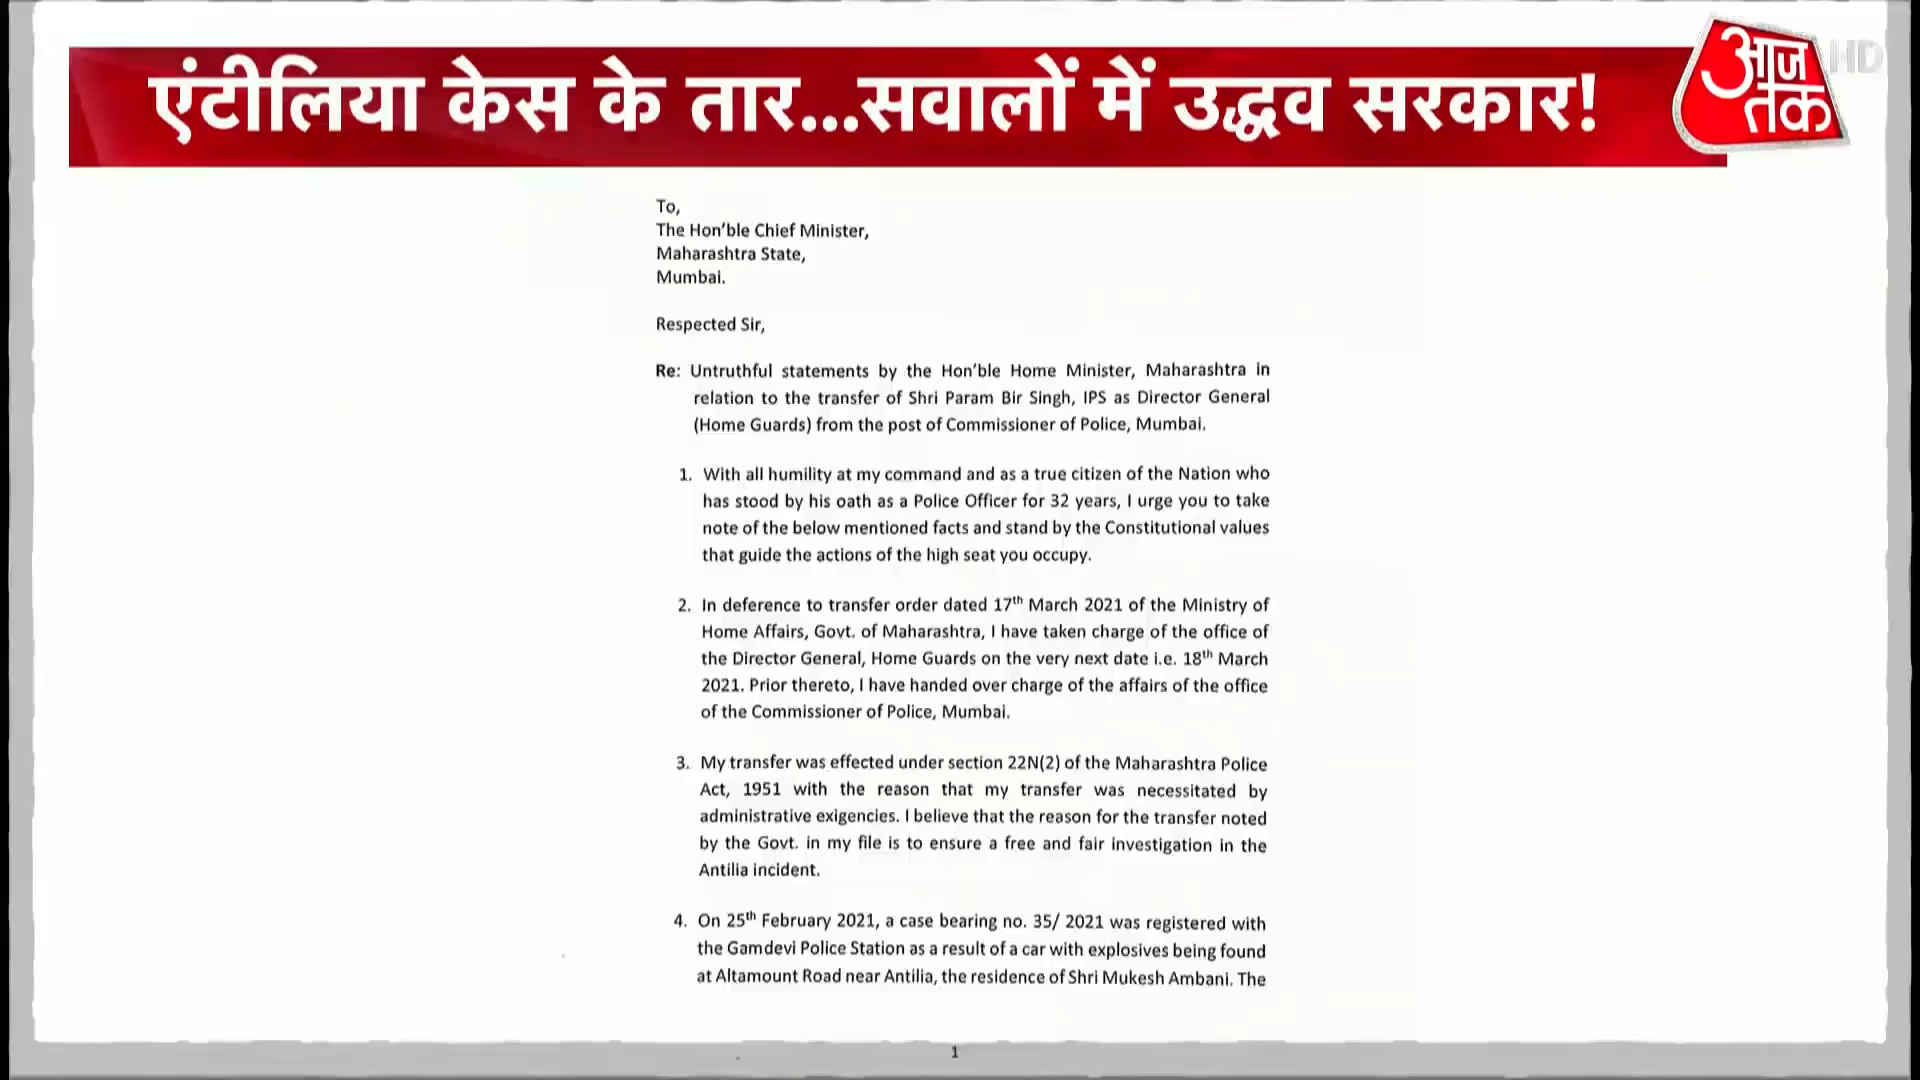 एंटीलिया केस के तार...सवालों में उद्धव सरकार!
आज
तक
HD
To,
The Hon'ble Chief Minister,
Maharashtra State,
Mumbai.
Respected Sir,
Re: Untruthful statements by the Hon'ble Home Minister, Maharashtra in
relation to the transfer of Shri Param Bir Singh, IPS as Director General
(Home Guards) from the post of Commissioner of Police, Mumbai.
1. With all humility at my command and as a true citizen of the Nation who
has stood by his oath as a Police Officer for 32 years, I urge you to take
note of the below mentioned facts and stand by the Constitutional values
that guide the actions of the high seat you occupy.
2. In deference to transfer order dated 17th March 2021 of the Ministry of
Home Affairs, Govt. of Maharashtra, I have taken charge of the office of
the Director General, Home Guards on the very next date i.e. 18th March
2021. Prior thereto, I have handed over charge of the affairs of the office
of the Commissioner of Police, Mumbai.
3. My transfer was effected under section 22N(2) of the Maharashtra Police
Act, 1951 with the reason that my transfer was necessitated by
administrative exigencies. I believe that the reason for the transfer noted
by the Govt. in my file is to ensure a free and fair investigation in the
Antilia incident.
4. On 25th February 2021, a case bearing no. 35/ 2021 was registered with
the Gamdevi Police Station as a result of a car with explosives being found
at Altamount Road near Antilia, the residence of Shri Mukesh Ambani. The
1